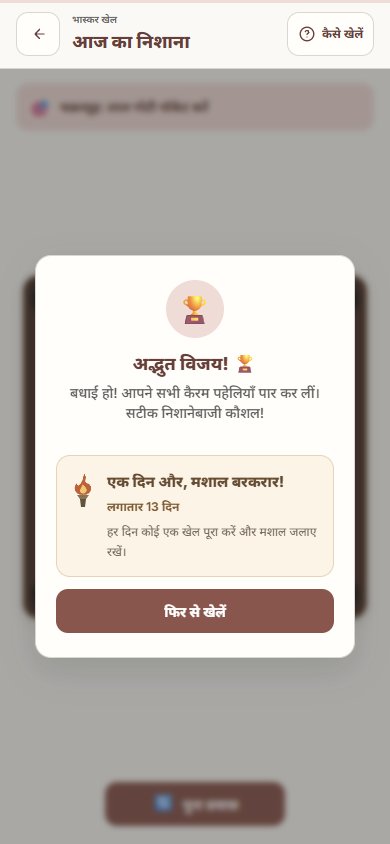 भास्कर खेल
आज का निशाना
कैसे खेलें
अद्भुत विजय! 🏆
बधाई हो! आपने सभी कैरम पहेलियाँ पार कर लीं।
सटीक निशानेबाजी कौशल!
एक दिन और, मशाल बरकरार!
लगातार 13 दिन
हर दिन कोई एक खेल पूरा करें और मशाल जलाए
रखें।
फिर से खेलें